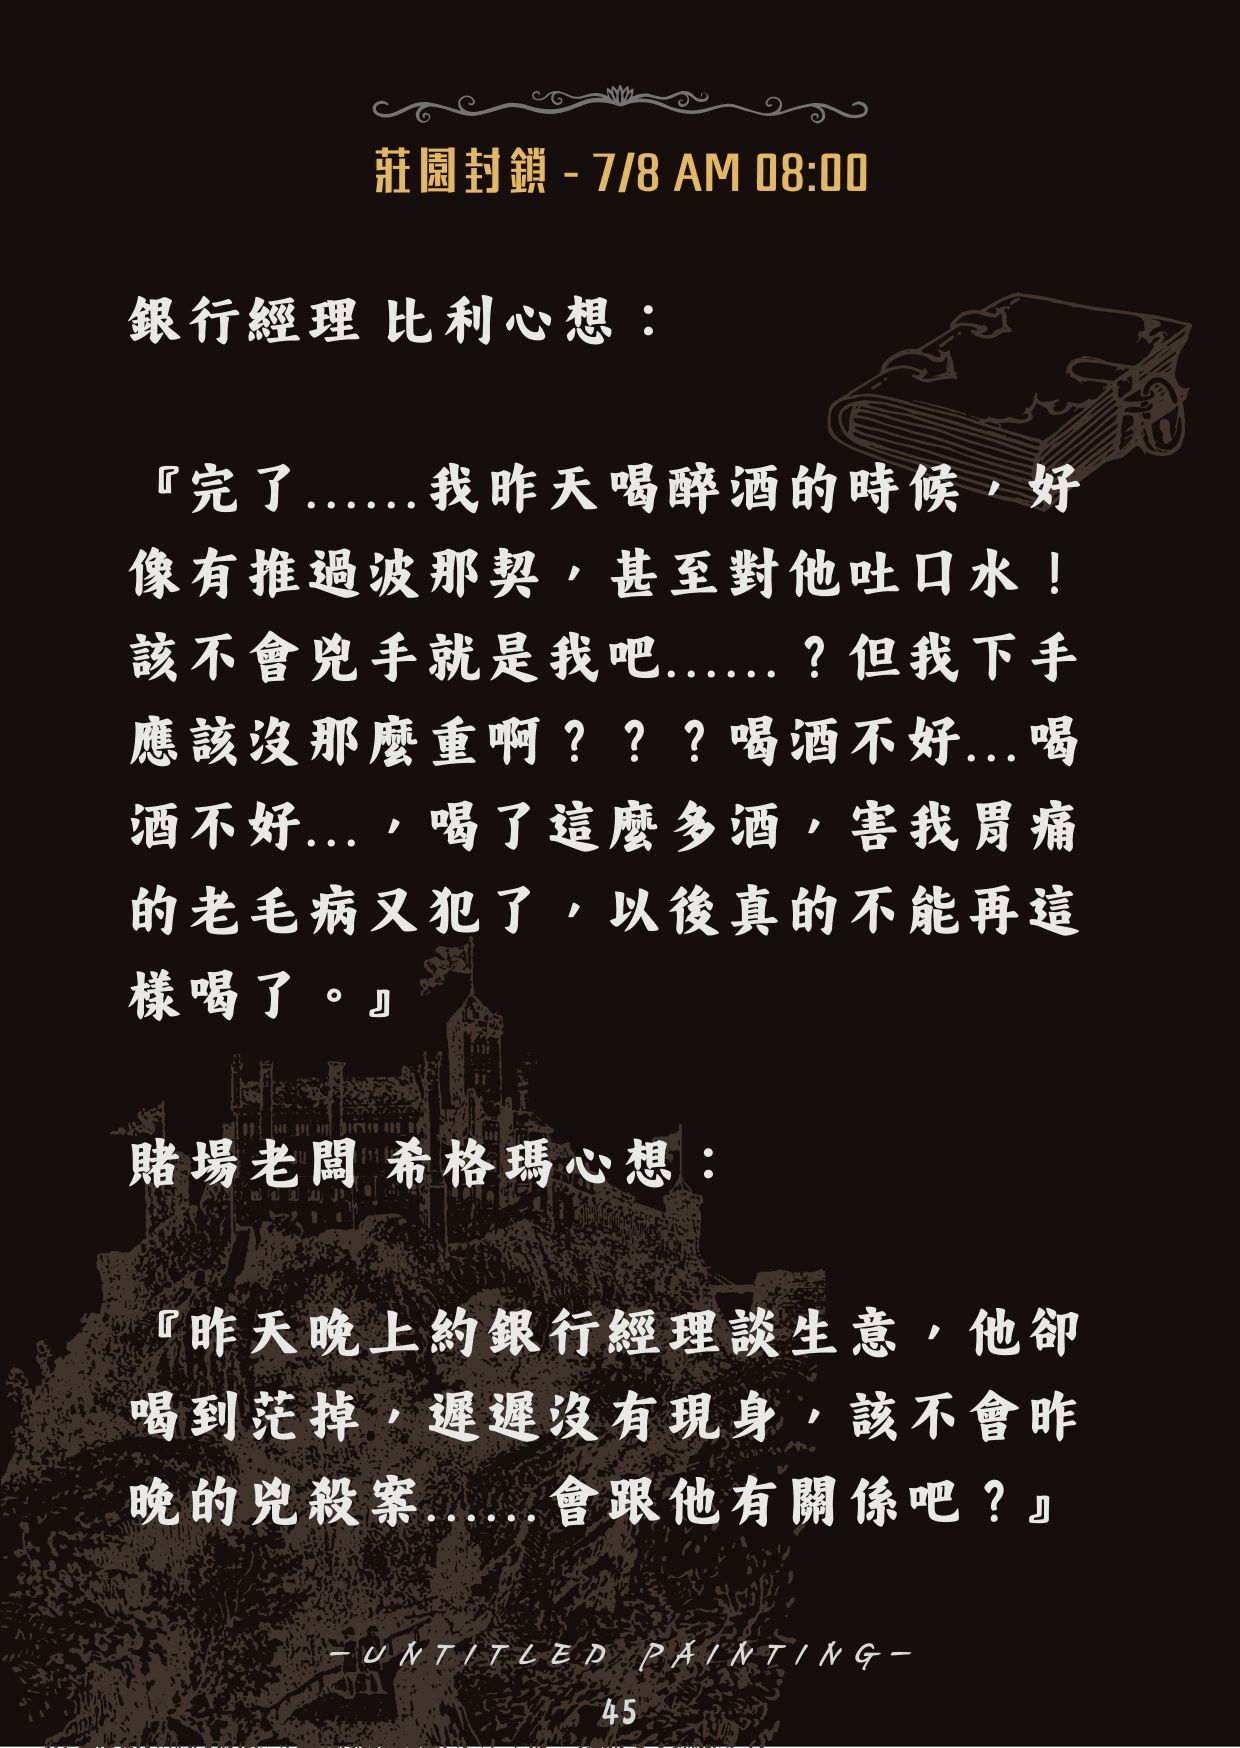 莊園封鎖 - 7/8 AM 08:00
銀行經理 比利心想：
『完了......我昨天喝醉酒的時候，好
像有推過波那契，甚至對他吐口水！
該不會兇手就是我吧......？但我下手
應該沒那麼重啊？？？喝酒不好...喝
酒不好...，喝了這麼多酒，害我胃痛
的老毛病又犯了，以後真的不能再這
樣喝了。』
賭場老闆 希格瑪心想：
『昨天晚上約銀行經理談生意，他卻
喝到茫掉，遲遲沒有現身，該不會昨
晚的兇殺案......會跟他有關係吧？』
-UNTITLED PAINTING-
45